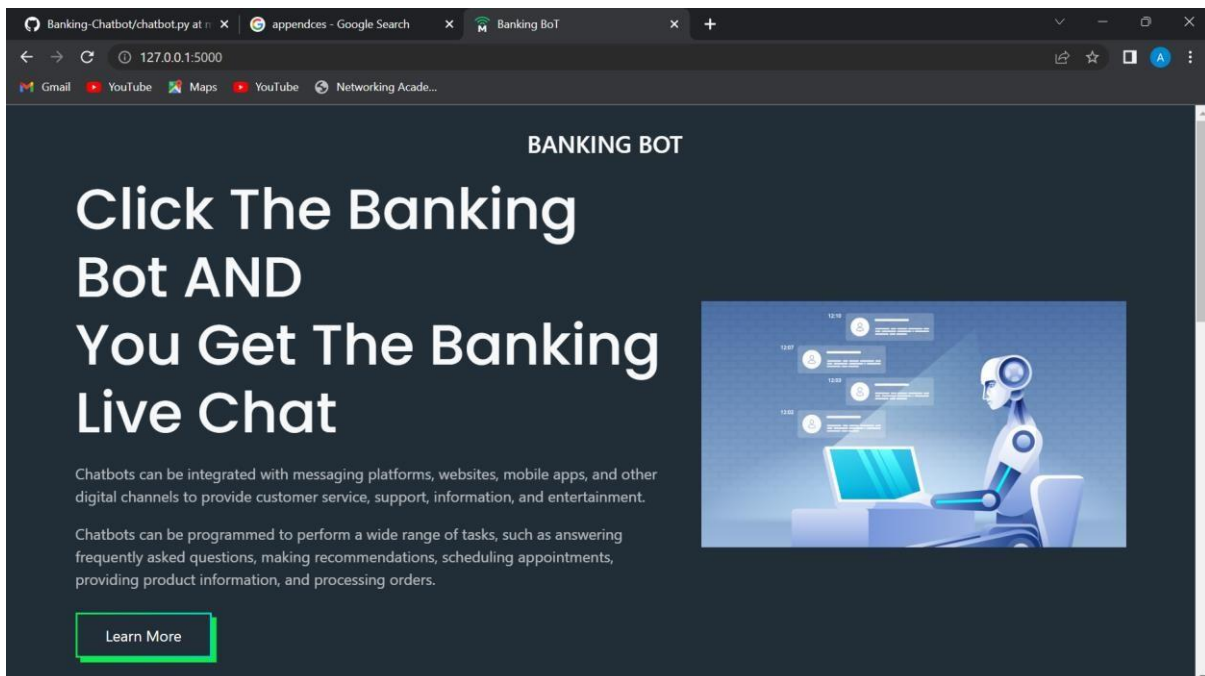 Banking-Chatbot/chatbot.py at m
appendces - Google Search
M
Banking BoT
127.0.0.1:5000
A
Gmail
YouTube
Maps
YouTube
Networking Acade...
BANKING BOT
Click The Banking
Bot AND
You Get The Banking
Live Chat
Chatbots can be integrated with messaging platforms, websites, mobile apps, and other
digital channels to provide customer service, support, information, and entertainment.
Chatbots can be programmed to perform a wide range of tasks, such as answering
frequently asked questions, making recommendations, scheduling appointments,
providing product information, and processing orders.
Learn More
12:07